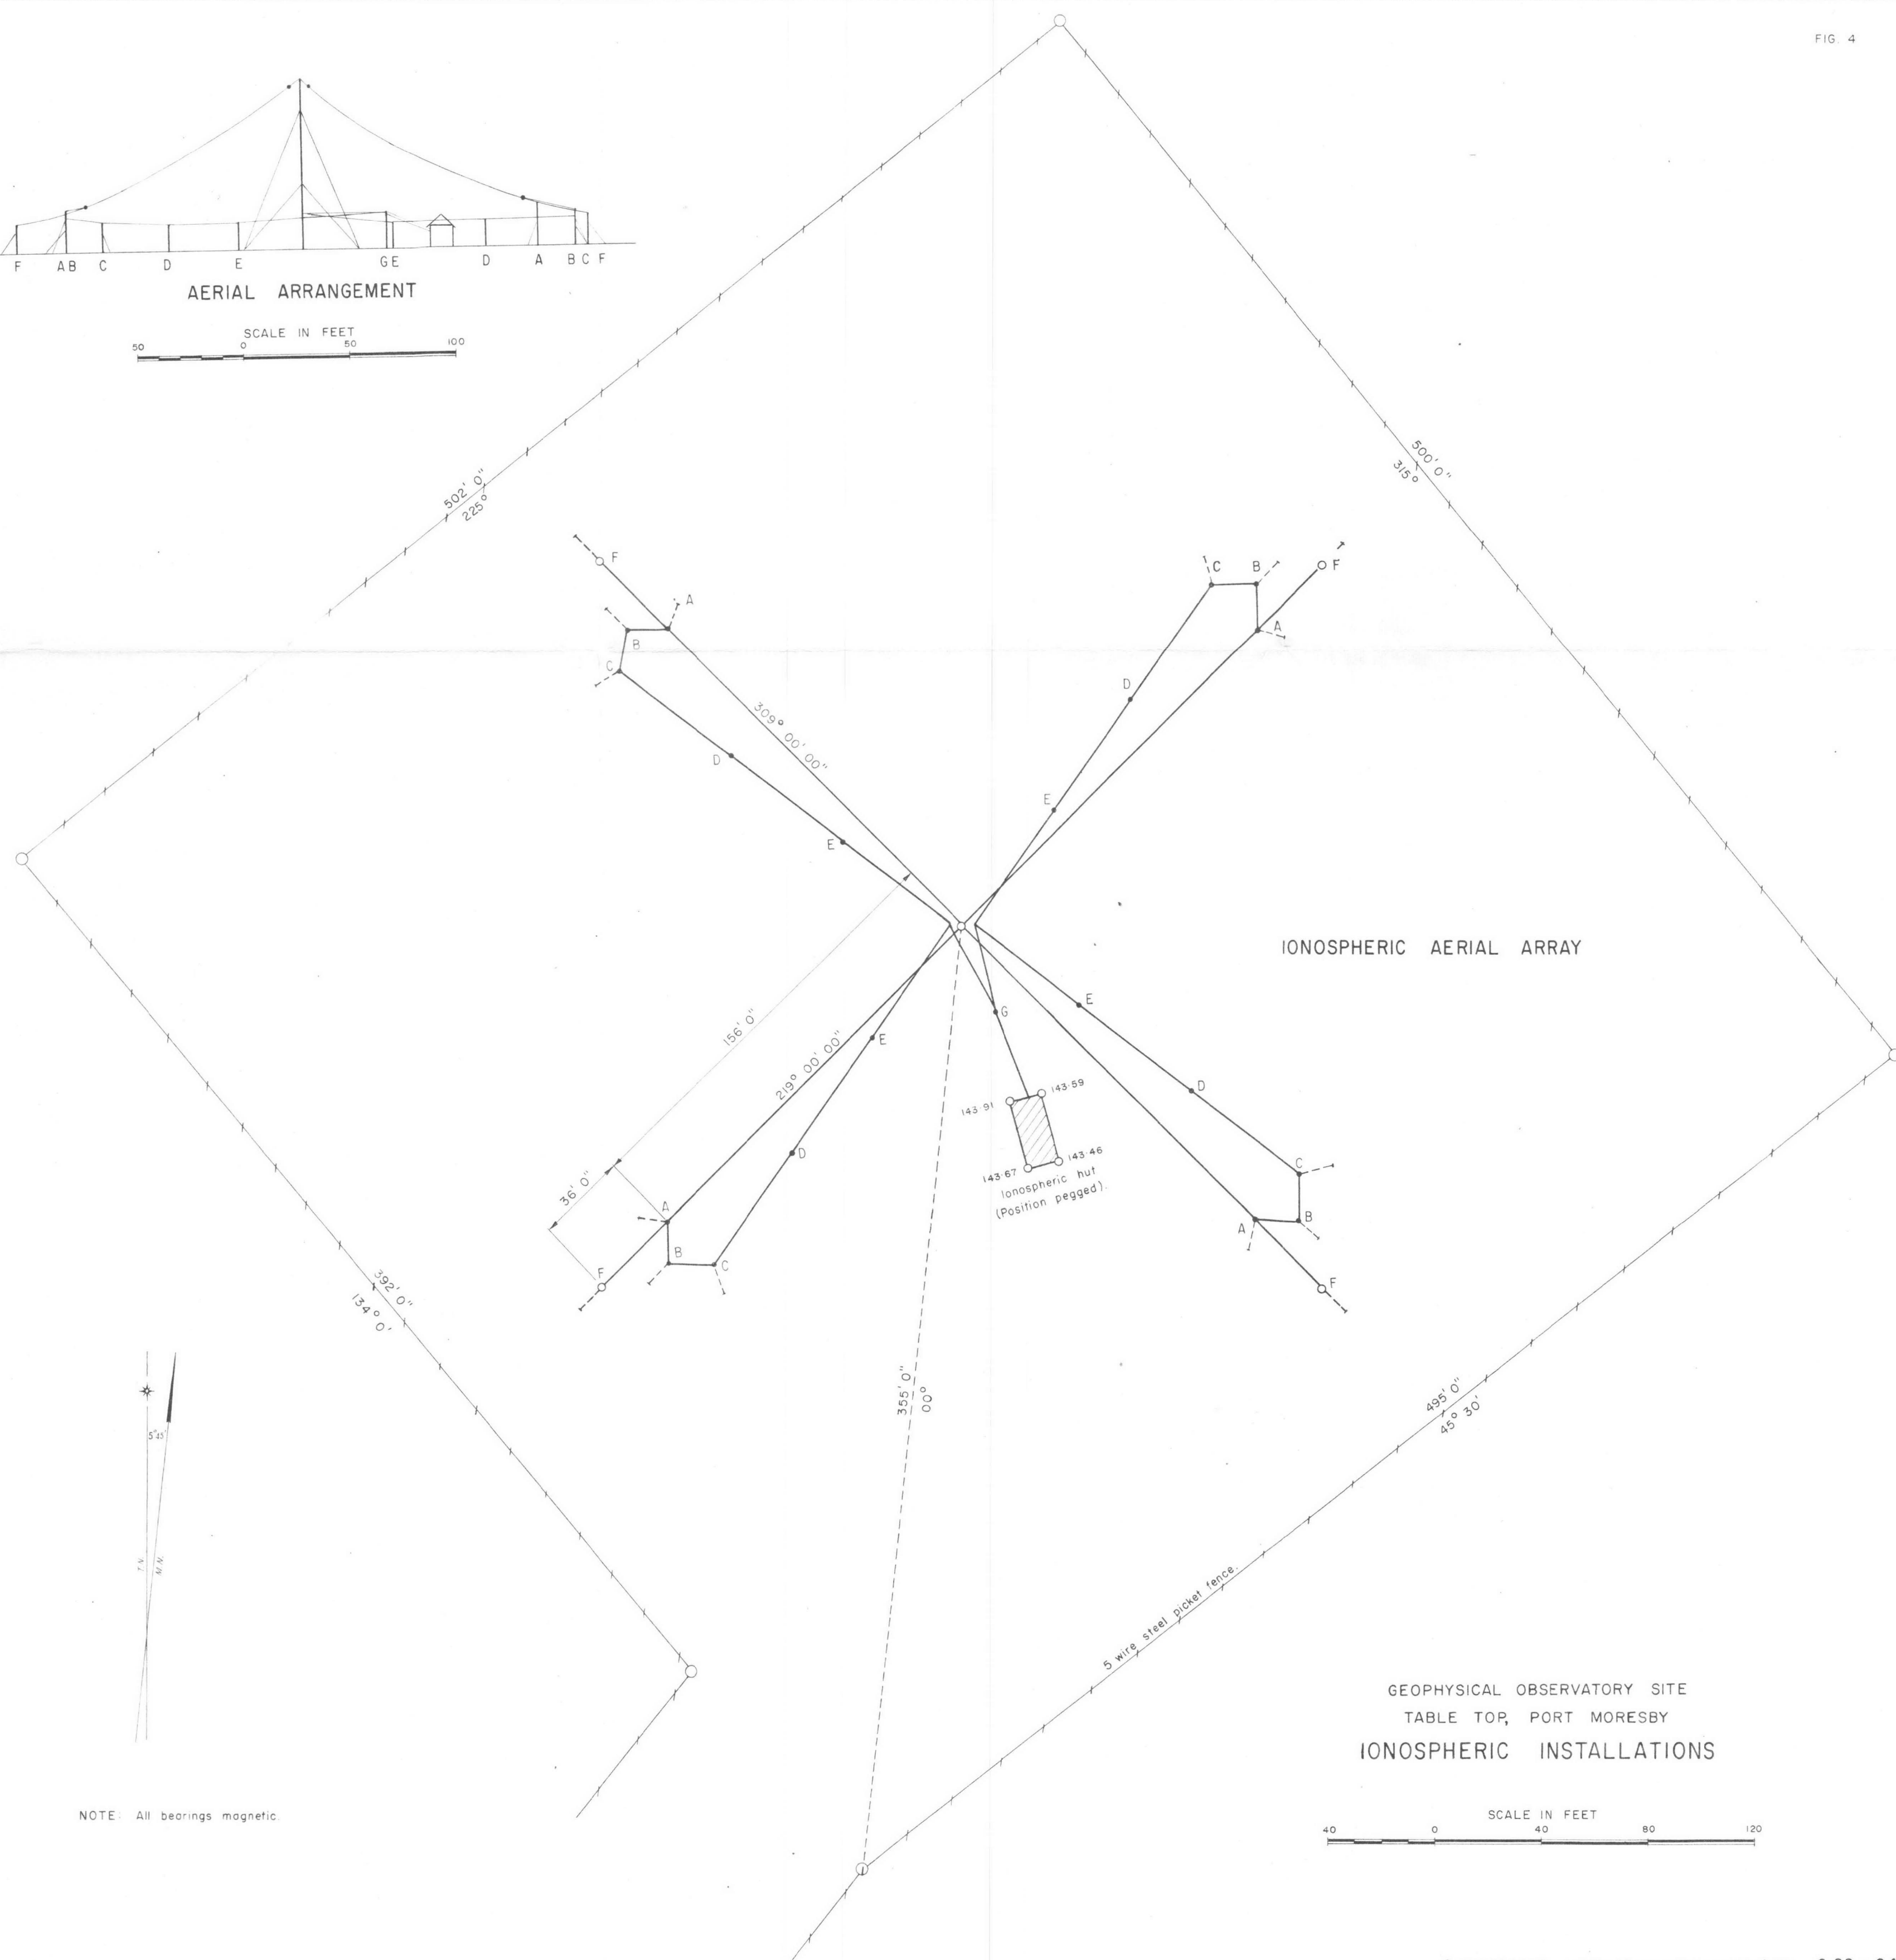 FIG. 4
F AB C D E GE D A B C F
AERIAL ARRANGEMENT
SCALE IN FEET
50 0 50 100
502' 0"
225°
500' 0"
315°
F
A
B
C
D
E
309° 00' 00"
C B F
A
D
E
IONOSPHERIC AERIAL ARRAY
156' 0"
219° 00' 00"
36' 0"
E
D
A
B
C
F
G
E
D
C
B
A
F
143·91
143·59
143·67
143·46
Ionospheric hut
(Position pegged).
392' 0"
134° 0'
355' 0"
00°
495' 0"
45° 30'
5 wire steel picket fence.
5°45'
T.N.
M.N.
NOTE: All bearings magnetic.
GEOPHYSICAL OBSERVATORY SITE
TABLE TOP, PORT MORESBY
IONOSPHERIC INSTALLATIONS
SCALE IN FEET
40 0 40 80 120